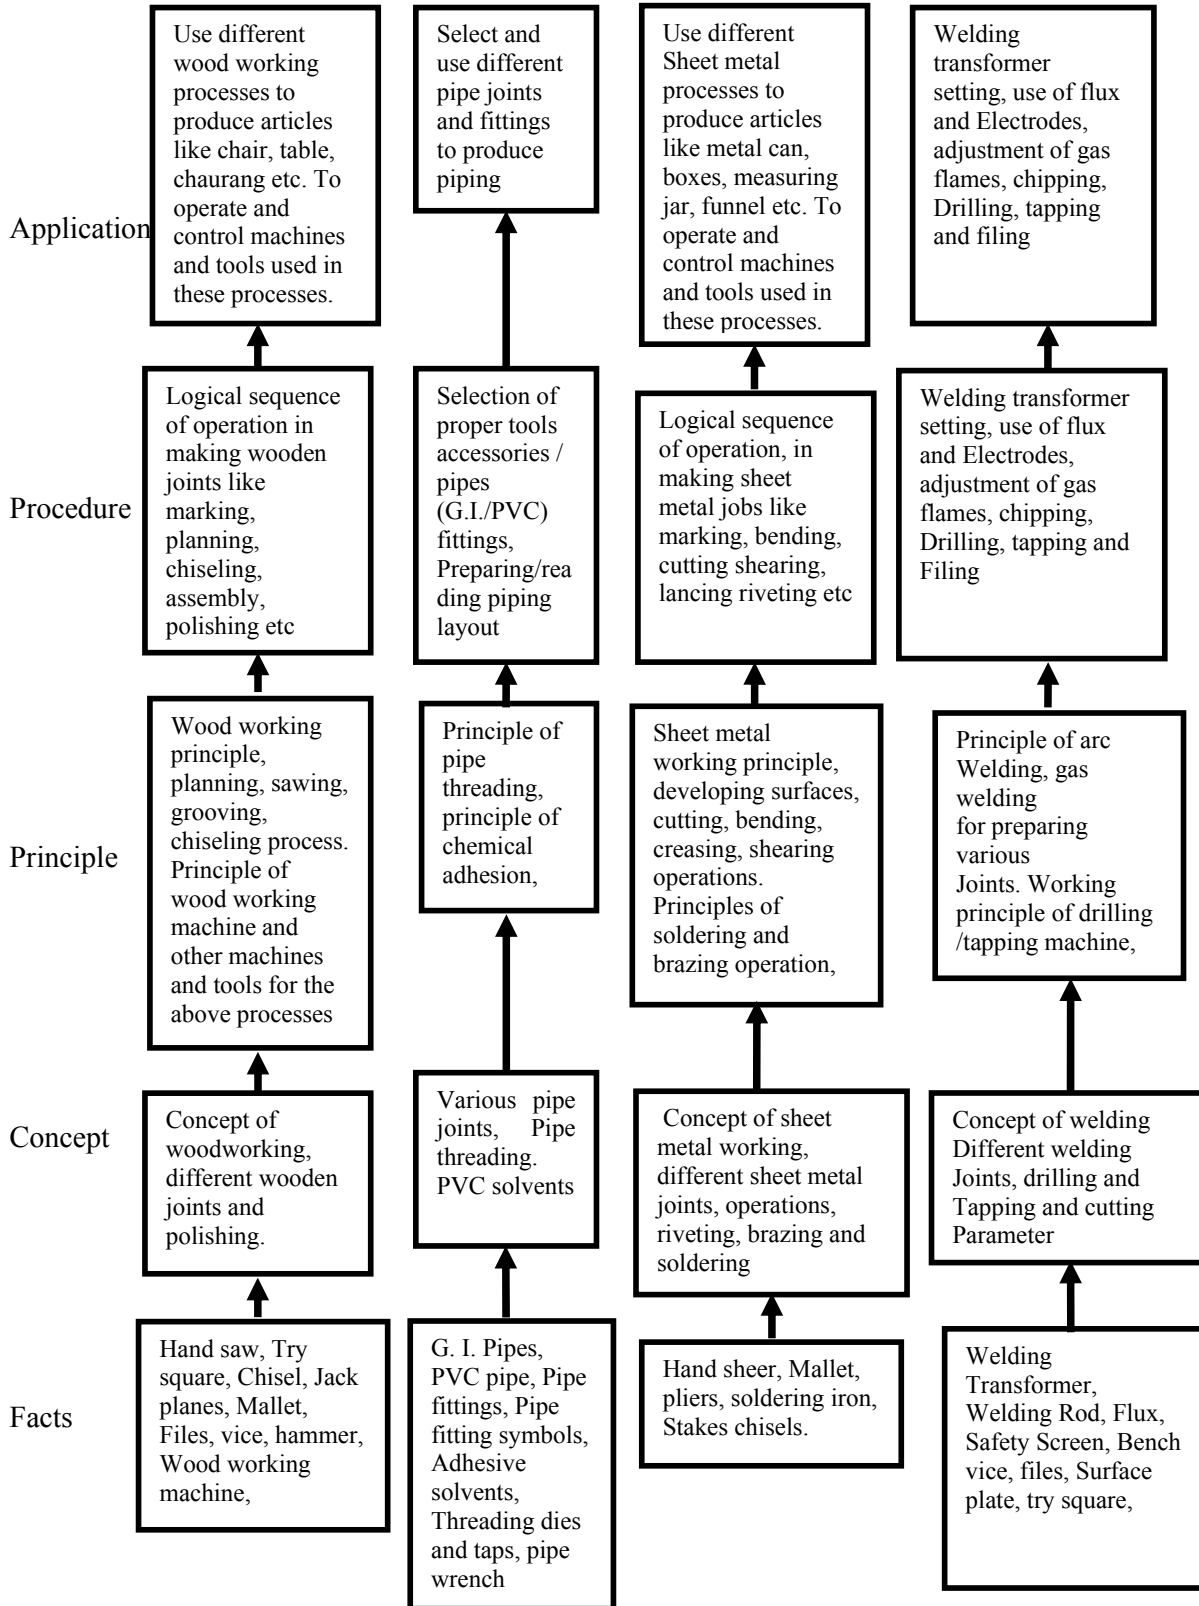 Application
Use different
wood working
processes to
produce articles
like chair, table,
chaurang etc. To
operate and
control machines
and tools used in
these processes.
Select and
use different
pipe joints
and fittings
to produce
piping
Use different
Sheet metal
processes to
produce articles
like metal can,
boxes, measuring
jar, funnel etc. To
operate and
control machines
and tools used in
these processes.
Welding
transformer
setting, use of flux
and Electrodes,
adjustment of gas
flames, chipping,
Drilling, tapping
and filing
Procedure
Logical sequence
of operation in
making wooden
joints like
marking,
planning,
chiseling,
assembly,
polishing etc
Selection of
proper tools
accessories /
pipes
(G.I./PVC)
fittings,
Preparing/rea
ding piping
layout
Logical sequence
of operation, in
making sheet
metal jobs like
marking, bending,
cutting shearing,
lancing riveting etc
Welding transformer
setting, use of flux
and Electrodes,
adjustment of gas
flames, chipping,
Drilling, tapping and
Filing
Principle
Wood working
principle,
planning, sawing,
grooving,
chiseling process.
Principle of
wood working
machine and
other machines
and tools for the
above processes
Principle of
pipe
threading,
principle of
chemical
adhesion,
Sheet metal
working principle,
developing surfaces,
cutting, bending,
creasing, shearing
operations.
Principles of
soldering and
brazing operation,
Principle of arc
Welding, gas
welding
for preparing
various
Joints. Working
principle of drilling
/tapping machine,
Concept
Concept of
woodworking,
different wooden
joints and
polishing.
Various pipe
joints, Pipe
threading.
PVC solvents
Concept of sheet
metal working,
different sheet metal
joints, operations,
riveting, brazing and
soldering
Concept of welding
Different welding
Joints, drilling and
Tapping and cutting
Parameter
Facts
Hand saw, Try
square, Chisel, Jack
planes, Mallet,
Files, vice, hammer,
Wood working
machine,
G. I. Pipes,
PVC pipe, Pipe
fittings, Pipe
fitting symbols,
Adhesive
solvents,
Threading dies
and taps, pipe
wrench
Hand sheer, Mallet,
pliers, soldering iron,
Stakes chisels.
Welding
Transformer,
Welding Rod, Flux,
Safety Screen, Bench
vice, files, Surface
plate, try square,